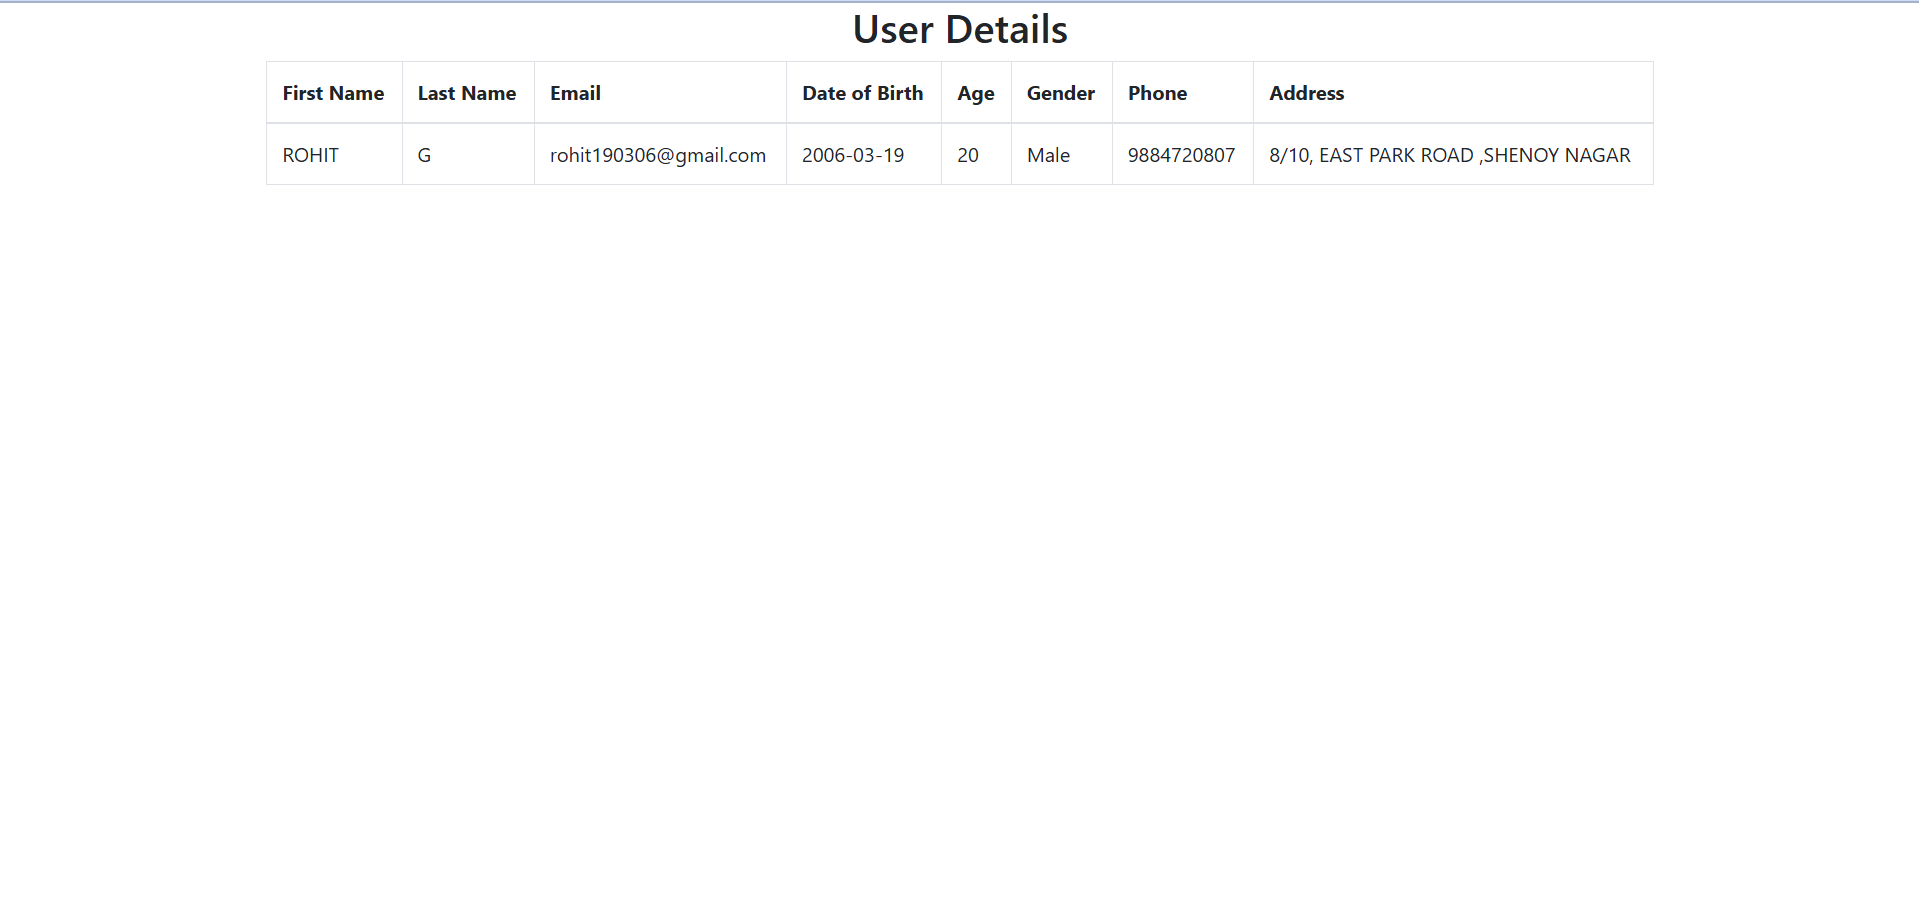 User Details
First Name Last Name Email Date of Birth Age Gender Phone Address
ROHIT G rohit190306@gmail.com 2006-03-19 20 Male 9884720807 8/10, EAST PARK ROAD ,SHENOY NAGAR